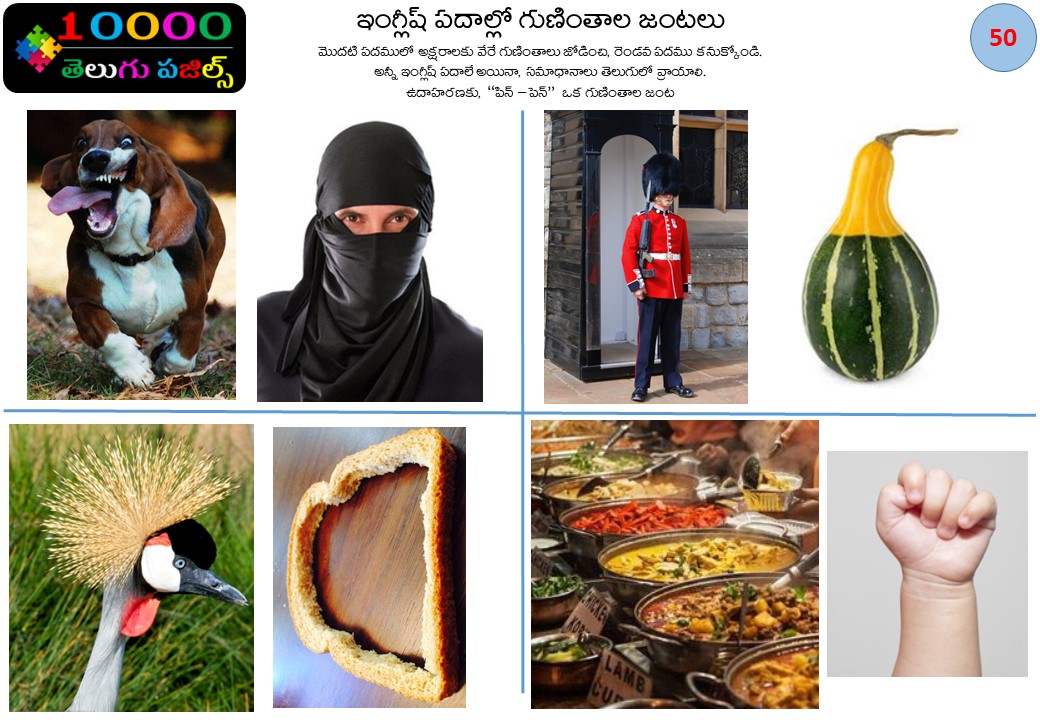 10000
తెలుగు పజిల్స్
ఇంగ్లీష్ పదాల్లో గుణింతాల జంటలు
మొదటి పదములో అక్షరాలకు వేరే గుణింతాలు జోడించి, రెండవ పదము కనుక్కోండి.
అన్నీ ఇంగ్లీష్ పదాలే అయినా, సమాధానాలు తెలుగులో వ్రాయాలి.
ఉదాహరణకు, “పిన్ – పెన్” ఒక గుణింతాల జంట
50
LAMB